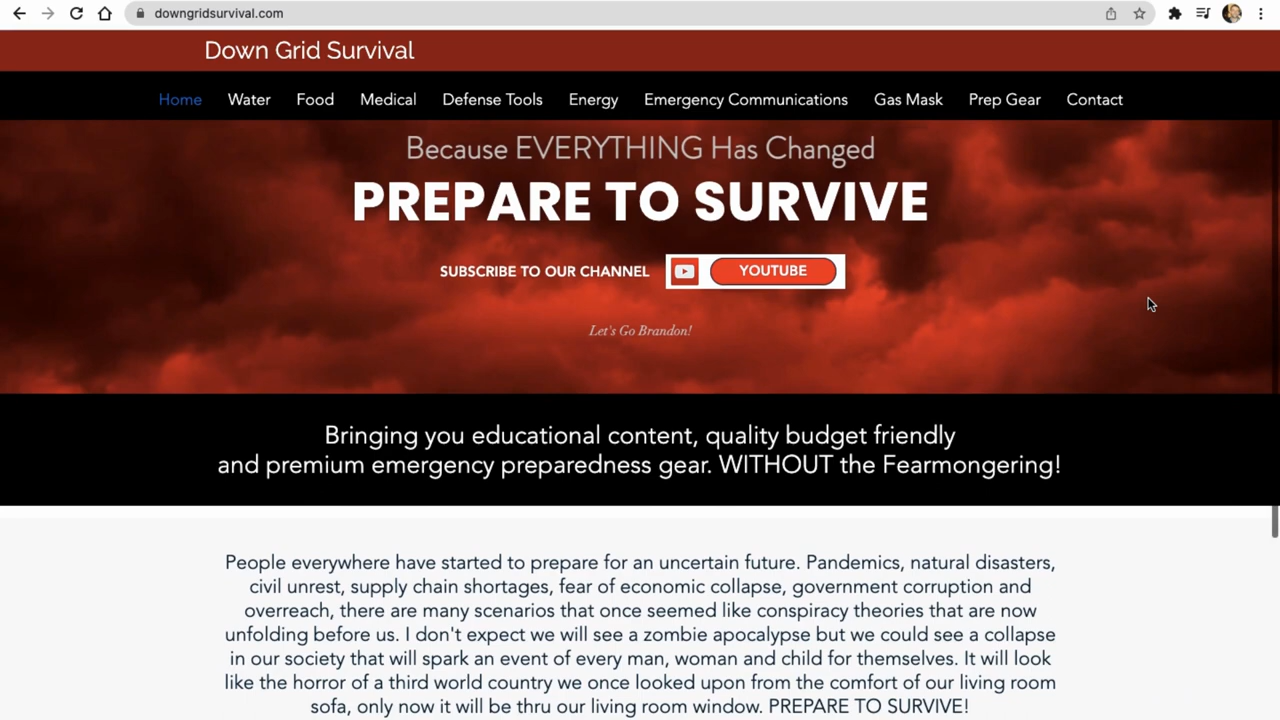 downgridsurvival.com
Down Grid Survival
Home Water Food Medical Defense Tools Energy Emergency Communications Gas Mask Prep Gear Contact
Because EVERYTHING Has Changed
PREPARE TO SURVIVE
SUBSCRIBE TO OUR CHANNEL YOUTUBE
Let's Go Brandon!
Bringing you educational content, quality budget friendly
and premium emergency preparedness gear. WITHOUT the Fearmongering!
People everywhere have started to prepare for an uncertain future. Pandemics, natural disasters,
civil unrest, supply chain shortages, fear of economic collapse, government corruption and
overreach, there are many scenarios that once seemed like conspiracy theories that are now
unfolding before us. I don't expect we will see a zombie apocalypse but we could see a collapse
in our society that will spark an event of every man, woman and child for themselves. It will look
like the horror of a third world country we once looked upon from the comfort of our living room
sofa, only now it will be thru our living room window. PREPARE TO SURVIVE!